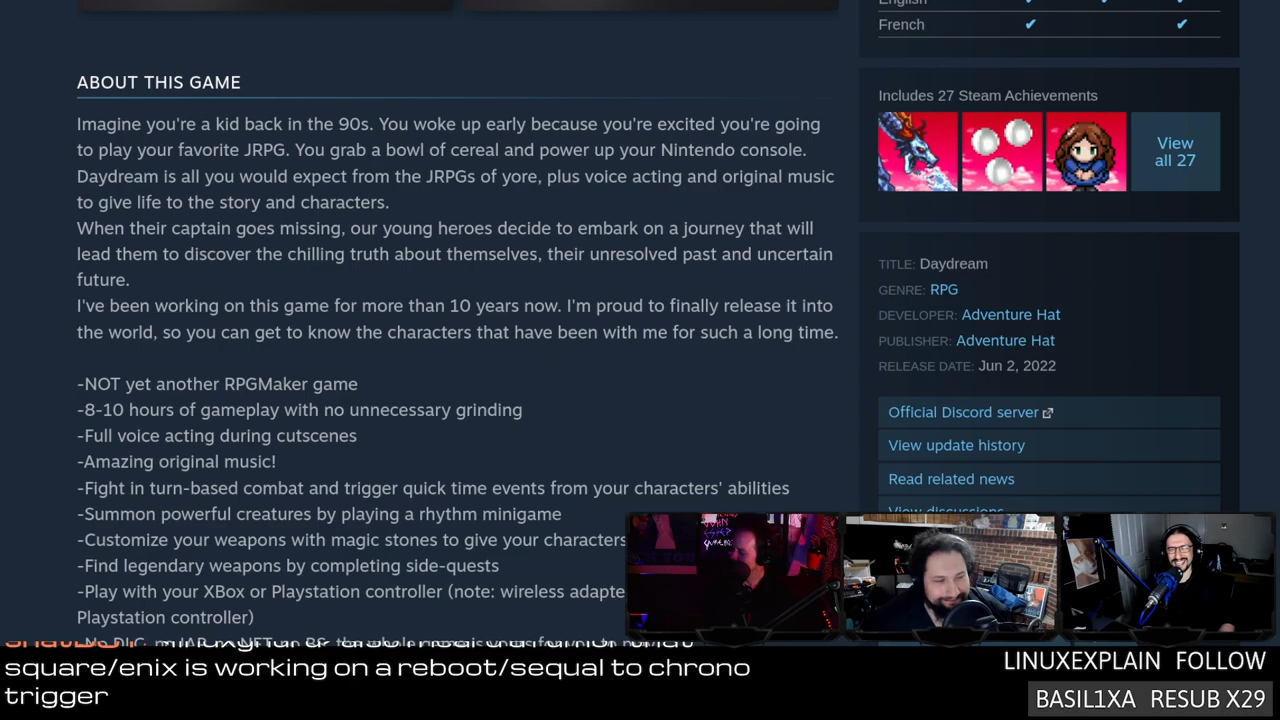 English
French
ABOUT THIS GAME
Imagine you're a kid back in the 90s. You woke up early because you're excited you're going
to play your favorite JRPG. You grab a bowl of cereal and power up your Nintendo console.
Daydream is all you would expect from the JRPGs of yore, plus voice acting and original music
to give life to the story and characters.
When their captain goes missing, our young heroes decide to embark on a journey that will
lead them to discover the chilling truth about themselves, their unresolved past and uncertain
future.
I've been working on this game for more than 10 years now. I'm proud to finally release it into
the world, so you can get to know the characters that have been with me for such a long time.
-NOT yet another RPGMaker game
-8-10 hours of gameplay with no unnecessary grinding
-Full voice acting during cutscenes
-Amazing original music!
-Fight in turn-based combat and trigger quick time events from your characters' abilities
-Summon powerful creatures by playing a rhythm minigame
-Customize your weapons with magic stones to give your characters
-Find legendary weapons by completing side-quests
-Play with your XBox or Playstation controller (note: wireless adapte
Playstation controller)
Includes 27 Steam Achievements
View
all 27
TITLE: Daydream
GENRE: RPG
DEVELOPER: Adventure Hat
PUBLISHER: Adventure Hat
RELEASE DATE: Jun 2, 2022
Official Discord server
View update history
Read related news
View discussions
square/enix is working on a reboot/sequal to chrono
trigger
LINUXEXPLAIN FOLLOW
BASIL1XA RESUB X29